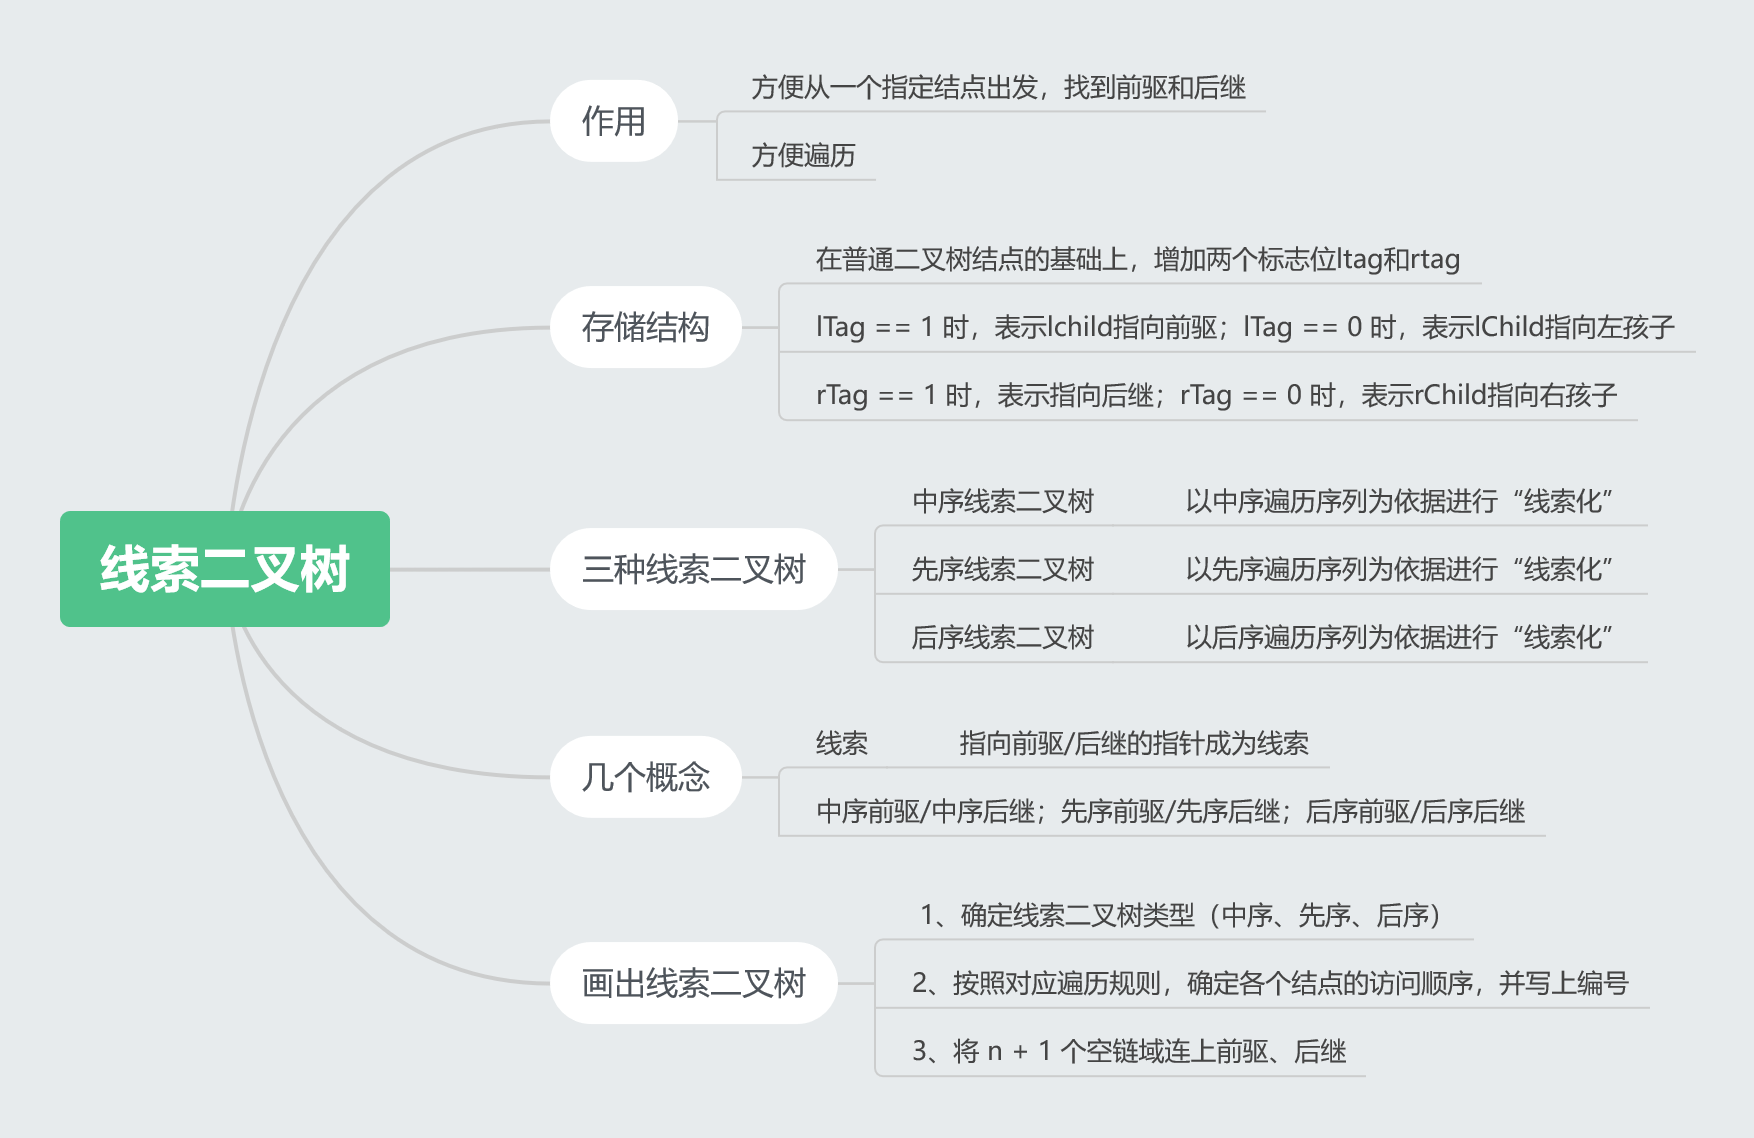 线索二叉树
作用
方便从一个指定结点出发，找到前驱和后继
方便遍历
存储结构
在普通二叉树结点的基础上，增加两个标志位ltag和rtag
lTag == 1 时，表示lchild指向前驱；lTag == 0 时，表示lChild指向左孩子
rTag == 1 时，表示指向后继；rTag == 0 时，表示rChild指向右孩子
三种线索二叉树
中序线索二叉树 以中序遍历序列为依据进行“线索化”
先序线索二叉树 以先序遍历序列为依据进行“线索化”
后序线索二叉树 以后序遍历序列为依据进行“线索化”
几个概念
线索 指向前驱/后继的指针成为线索
中序前驱/中序后继；先序前驱/先序后继；后序前驱/后序后继
画出线索二叉树
1、确定线索二叉树类型（中序、先序、后序）
2、按照对应遍历规则，确定各个结点的访问顺序，并写上编号
3、将 n + 1 个空链域连上前驱、后继